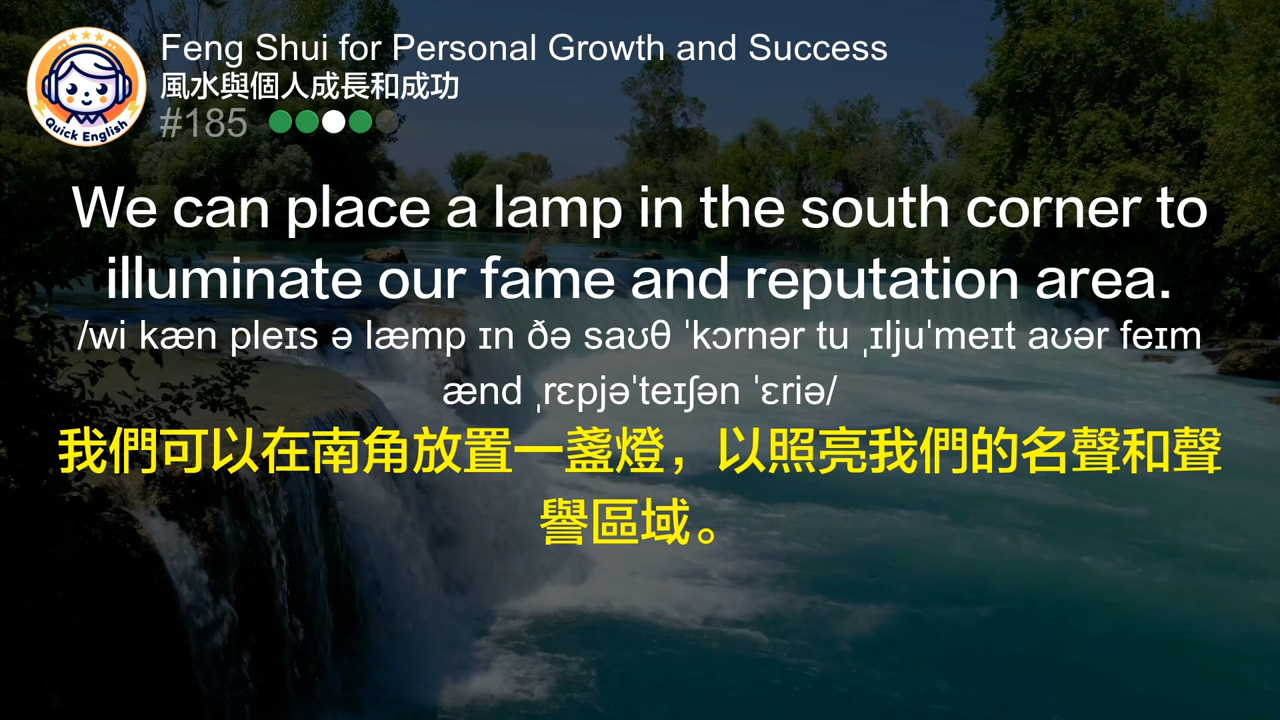 Quick English
Feng Shui for Personal Growth and Success
風水與個人成長和成功
#185
We can place a lamp in the south corner to
illuminate our fame and reputation area.
/wi kæn pleɪs ə læmp ɪn ðə saʊθ ˈkɔrnər tu ˌɪljuˈmeɪt aʊər feɪm
ænd ˌrɛpjəˈteɪʃən ˈɛriə/
我們可以在南角放置一盞燈，以照亮我們的名聲和聲
譽區域。